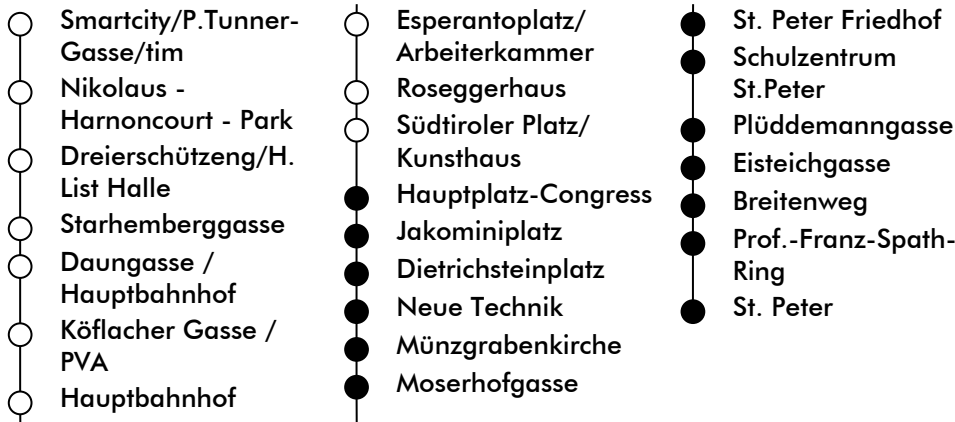 Smartcity/P.Tunner-
Gasse/tim
Nikolaus -
Harnoncourt - Park
Dreierschützeng/H.
List Halle
Starhemberggasse
Daungasse /
Hauptbahnhof
Köflacher Gasse /
PVA
Hauptbahnhof
Esperantoplatz/
Arbeiterkammer
Roseggerhaus
Südtiroler Platz/
Kunsthaus
Hauptplatz-Congress
Jakominiplatz
Dietrichsteinplatz
Neue Technik
Münzgrabenkirche
Moserhofgasse
St. Peter Friedhof
Schulzentrum
St.Peter
Plüddemanngasse
Eisteichgasse
Breitenweg
Prof.-Franz-Spath-
Ring
St. Peter